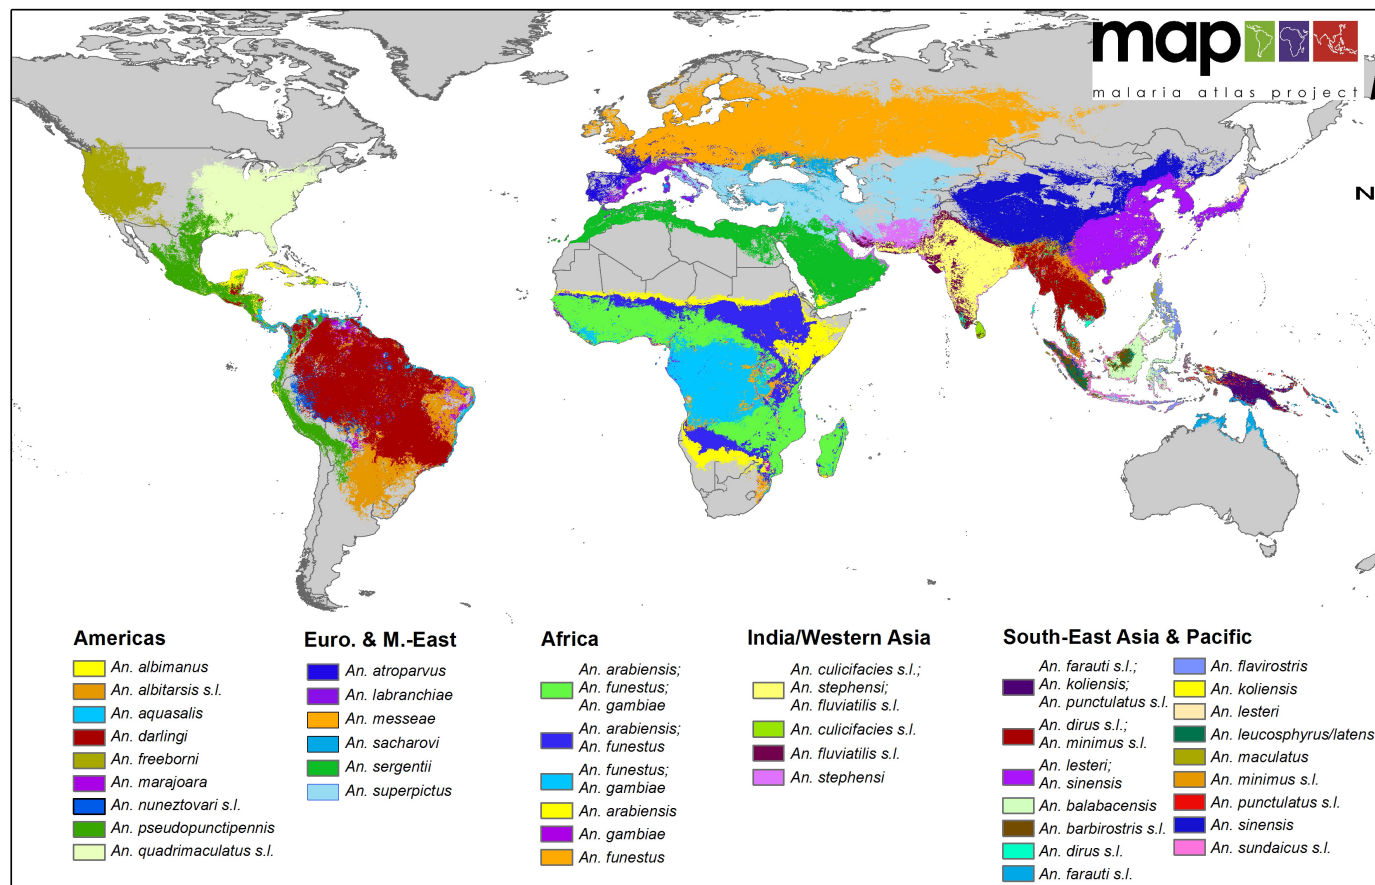 map
malaria atlas project
N
Americas
An. albimanus
An. albitarsis s.l.
An. aquasalis
An. darlingi
An. freeborni
An. marajoara
An. nuneztovari s.l.
An. pseudopunctipennis
An. quadrimaculatus s.l.
Euro. & M.-East
An. atroparvus
An. labranchiae
An. messeae
An. sacharovi
An. sergentii
An. superpictus
Africa
An. arabiensis;
An. funestus;
An. gambiae
An. arabiensis;
An. funestus
An. funestus;
An. gambiae
An. arabiensis
An. gambiae
An. funestus
India/Western Asia
An. culicifacies s.l.;
An. stephensi;
An. fluviatilis s.l.
An. culicifacies s.l.
An. fluviatilis s.l.
An. stephensi
South-East Asia & Pacific
An. farauti s.l.;
An. koliensis;
An. punctulatus s.l.
An. dirus s.l.;
An. minimus s.l.
An. lesteri;
An. sinensis
An. balabacensis
An. barbirostris s.l.
An. dirus s.l.
An. farauti s.l.
An. flavirostris
An. koliensis
An. lesteri
An. leucosphyrus/latens
An. maculatus
An. minimus s.l.
An. punctulatus s.l.
An. sinensis
An. sundaicus s.l.